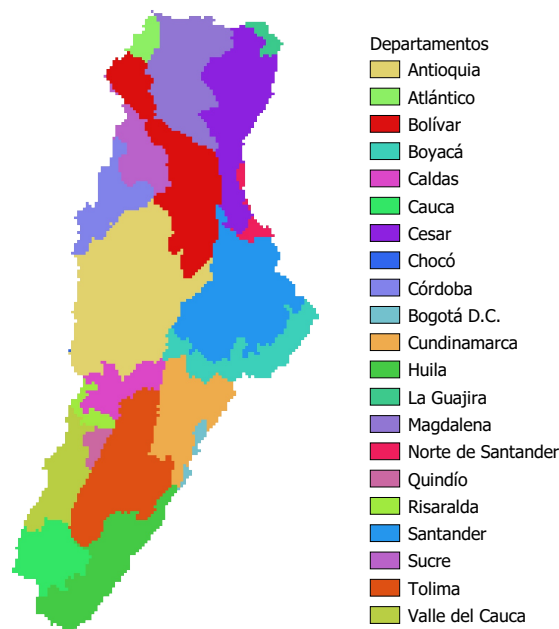 Departamentos
Antioquia
Atlántico
Bolívar
Boyacá
Caldas
Cauca
Cesar
Chocó
Córdoba
Bogotá D.C.
Cundinamarca
Huila
La Guajira
Magdalena
Norte de Santander
Quindío
Risaralda
Santander
Sucre
Tolima
Valle del Cauca